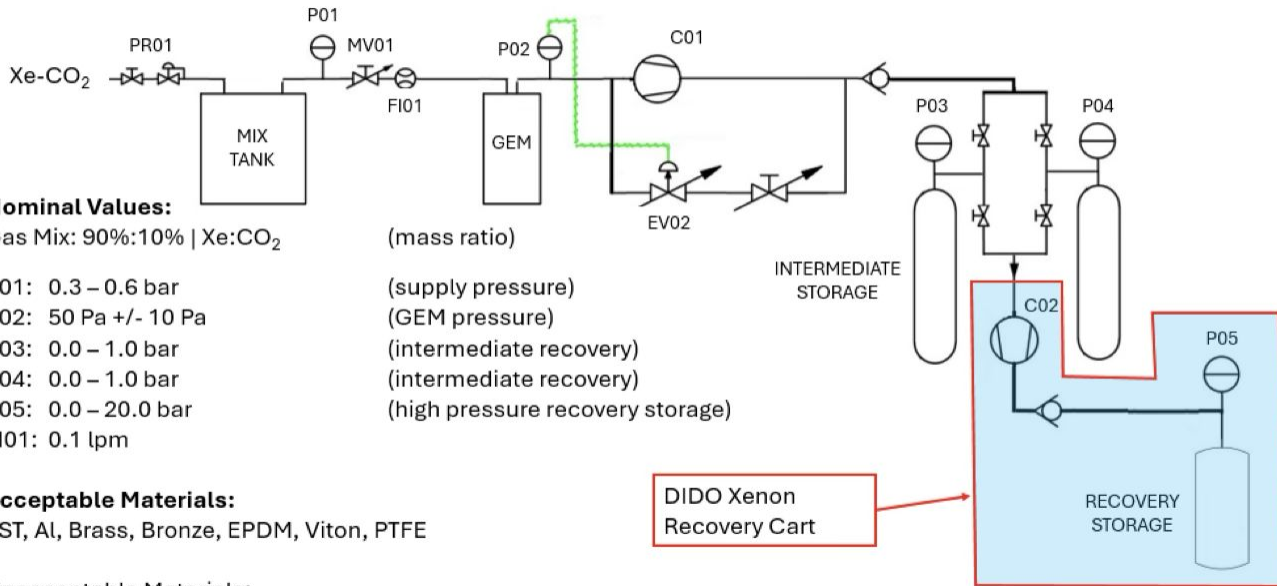 P01
PR01
MV01
P02
C01
Xe-CO₂
FI01
P03
P04
MIX
TANK
GEM
ominal Values:
as Mix: 90%:10% | Xe:CO₂ (mass ratio)
EV02
INTERMEDIATE
STORAGE
01: 0.3 – 0.6 bar (supply pressure)
02: 50 Pa +/- 10 Pa (GEM pressure)
03: 0.0 – 1.0 bar (intermediate recovery)
04: 0.0 – 1.0 bar (intermediate recovery)
05: 0.0 – 20.0 bar (high pressure recovery storage)
I01: 0.1 lpm
C02
P05
cceptable Materials:
ST, Al, Brass, Bronze, EPDM, Viton, PTFE
DIDO Xenon
Recovery Cart
RECOVERY
STORAGE